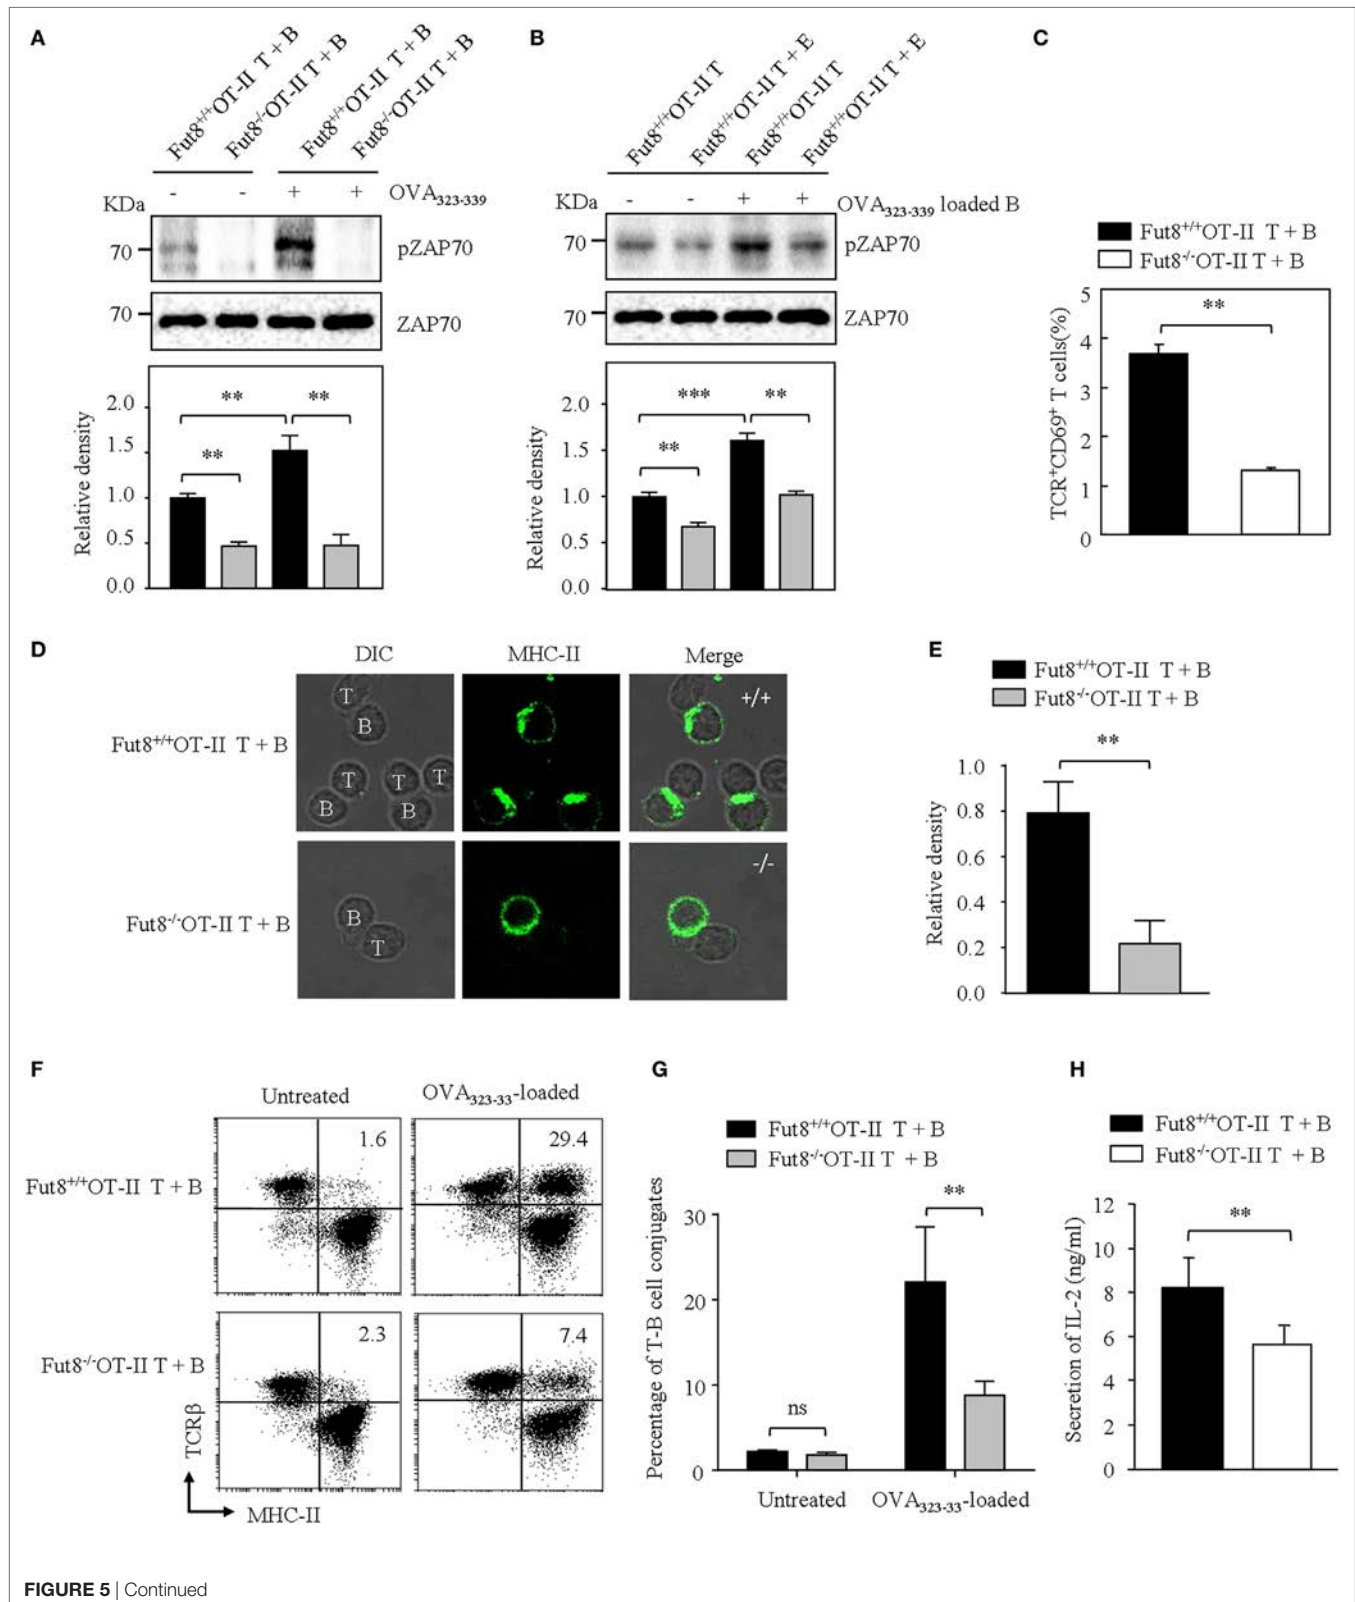 A
Fut8+/+OT-II T + B
Fut8-/-OT-II T + B
Fut8+/+OT-II T + B
Fut8-/-OT-II T + B
- - + + OVA323-339
KDa
70 pZAP70
70 ZAP70
Relative density
2.0
1.5
1.0
0.5
0.0
** **
**
B
Fut8+/+OT-II T
Fut8+/+OT-II T + E
Fut8+/+OT-II T
Fut8+/+OT-II T + E
KDa - - + + OVA323-339 loaded B
70 pZAP70
70 ZAP70
Relative density
2.0
1.5
1.0
0.5
0.0
*** **
**
C
Fut8+/+OT-II T + B
Fut8-/-OT-II T + B
TCR+CD69+ T cells(%)
5
4
3
2
1
0
**
D
DIC MHC-II Merge
Fut8+/+OT-II T + B
T
B
T T T
B B
+/+
Fut8-/-OT-II T + B
B
T
-/-
E
Fut8+/+OT-II T + B
Fut8-/-OT-II T + B
Relative density
1.0
0.8
0.6
0.4
0.2
0.0
**
F
Untreated OVA323-33-loaded
Fut8+/+OT-II T + B
1.6 29.4
Fut8-/-OT-II T + B
2.3 7.4
TCRβ
MHC-II
G
Fut8+/+OT-II T + B
Fut8-/-OT-II T + B
Percentage of T-B cell conjugates
30
20
10
0
ns **
Untreated OVA323-33-loaded
H
Fut8+/+OT-II T + B
Fut8-/-OT-II T + B
Secretion of IL-2 (ng/ml)
12
10
8
6
4
2
0
**
FIGURE 5 | Continued